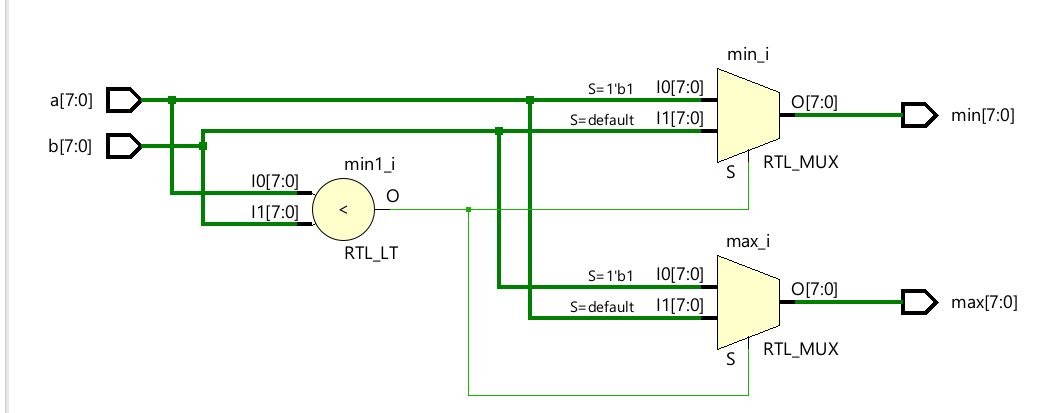 min_i
a[7:0]
S=1'b1 I0[7:0]
O[7:0]
min[7:0]
S=default I1[7:0]
b[7:0]
min1_i
RTL_MUX
S
I0[7:0]
O
I1[7:0]
<
RTL_LT
max_i
S=1'b1 I0[7:0]
O[7:0]
max[7:0]
S=default I1[7:0]
RTL_MUX
S